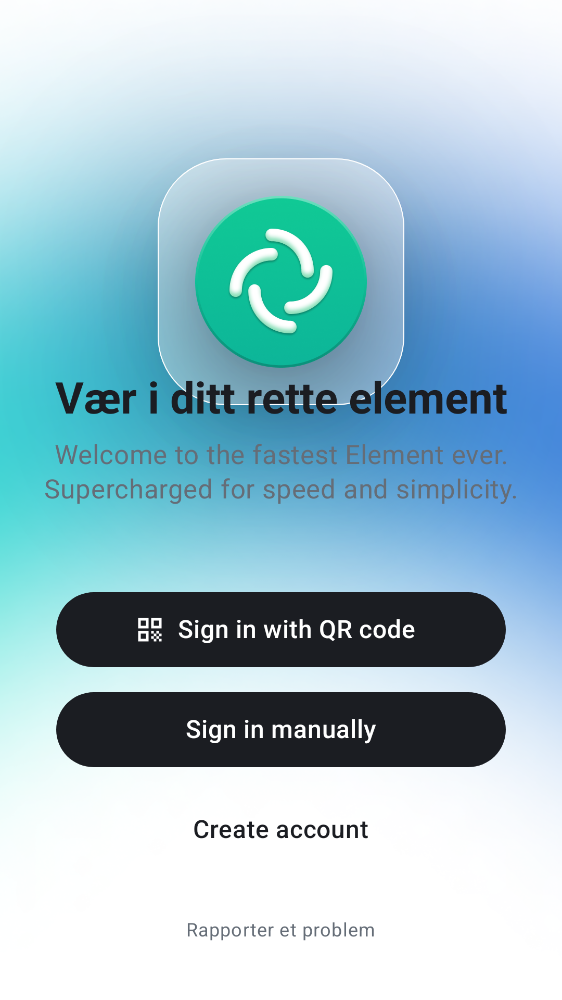 Vær i ditt rette element
Welcome to the fastest Element ever.
Supercharged for speed and simplicity.
Sign in with QR code
Sign in manually
Create account
Rapporter et problem